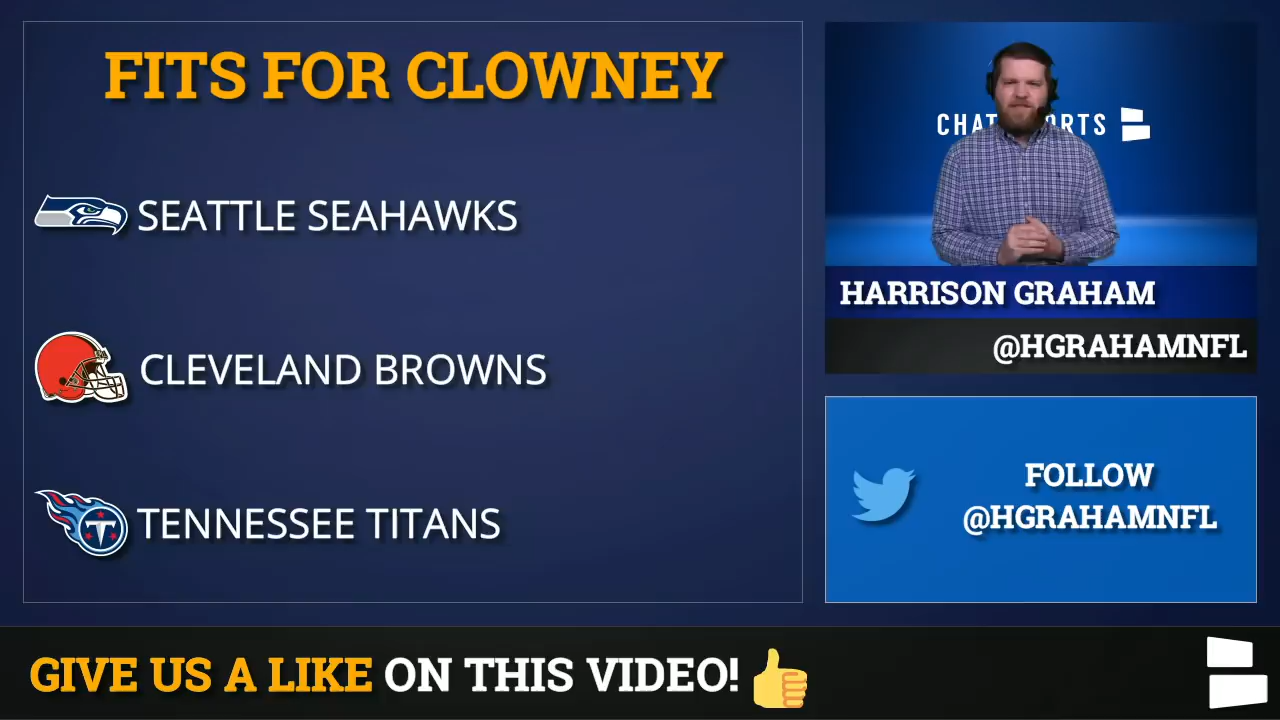 FITS FOR CLOWNEY
SEATTLE SEAHAWKS
CLEVELAND BROWNS
TENNESSEE TITANS
HARRISON GRAHAM
@HGRAHAMNFL
FOLLOW
@HGRAHAMNFL
GIVE US A LIKE ON THIS VIDEO!